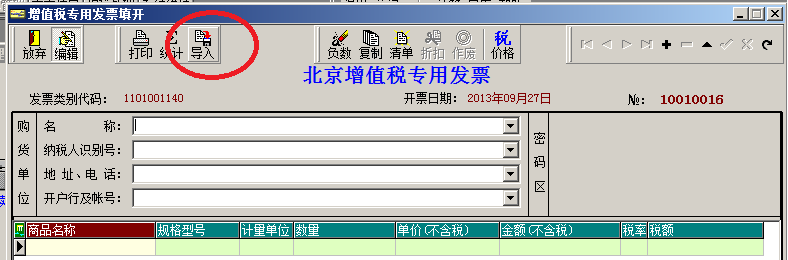 增值税专用发票填开
放弃 编辑 打印 统计 导入 负数 复制 清单 折扣 作废 税 价格
北京增值税专用发票
发票类别代码： 1101001140 开票日期：2013年09月27日 №： 10010016
购货单位
名 称：
纳税人识别号：
地 址、电 话：
开户行及帐号：
密码区
商品名称 规格型号 计量单位 数量 单价(不含税) 金额(不含税) 税率 税额